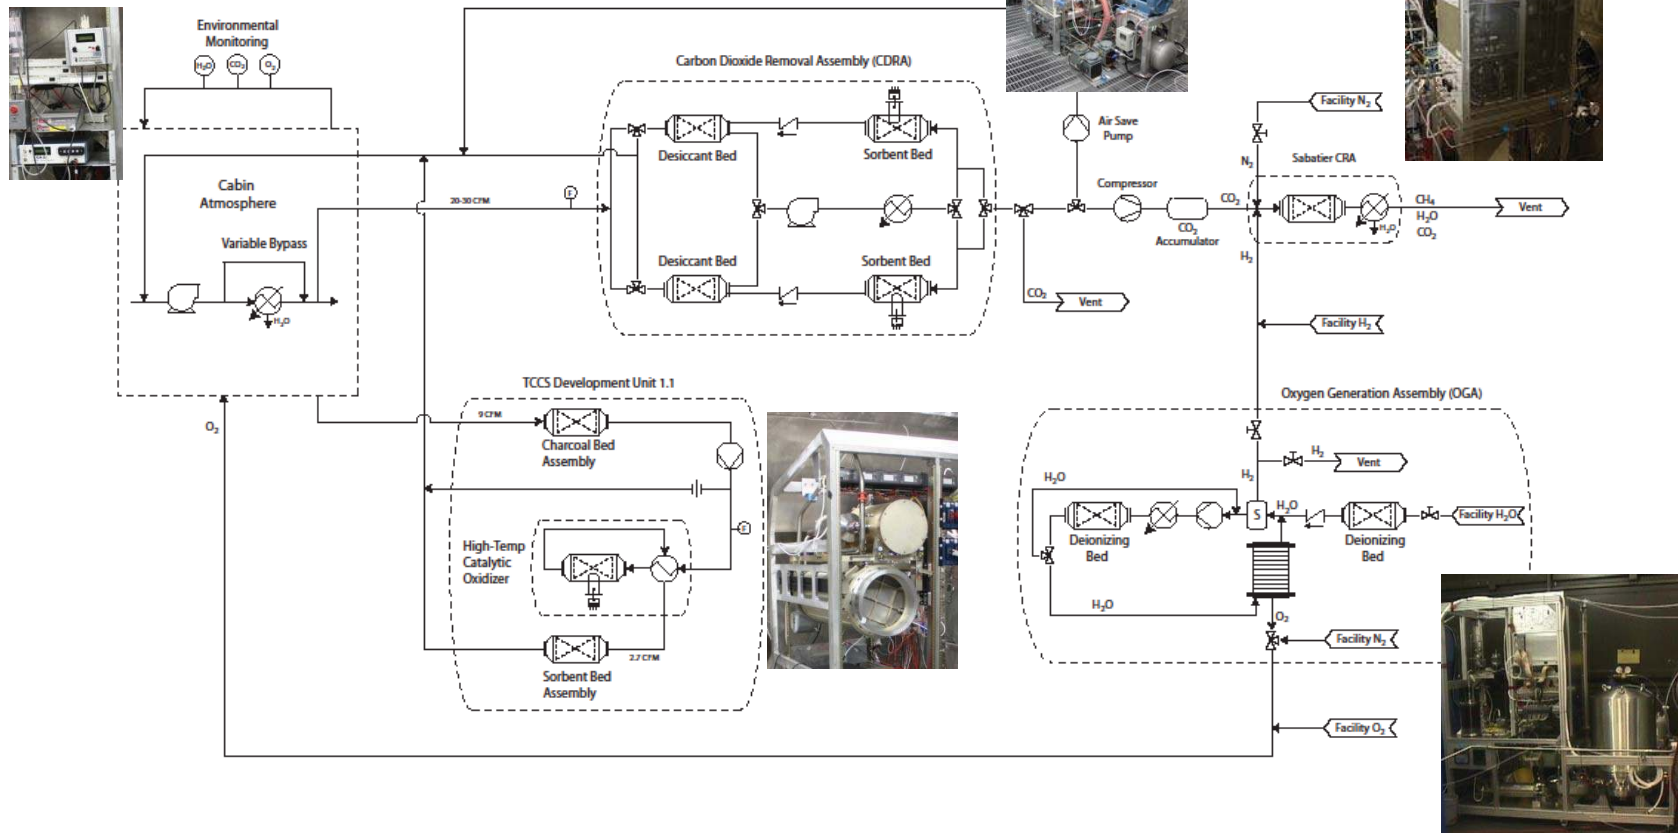 Environmental
Monitoring
H₂O
CO₂
O₂
Cabin
Atmosphere
Variable Bypass
H₂O
20-30 CFM
F
Carbon Dioxide Removal Assembly (CDRA)
Desiccant Bed
Sorbent Bed
Desiccant Bed
Sorbent Bed
Air Save
Pump
Compressor
CO₂
Accumulator
CO₂
CO₂
Vent
Facility N₂
N₂
Sabatier CRA
H₂O
CH₄
H₂O
CO₂
Vent
H₂
Facility H₂
TCCS Development Unit 1.1
9 CFM
Charcoal Bed
Assembly
F
High-Temp
Catalytic
Oxidizer
2.7 CFM
Sorbent Bed
Assembly
O₂
Oxygen Generation Assembly (OGA)
H₂
Vent
H₂
H₂O
S
H₂O
Facility H₂O
Deionizing
Bed
Deionizing
Bed
H₂O
O₂
Facility N₂
Facility O₂